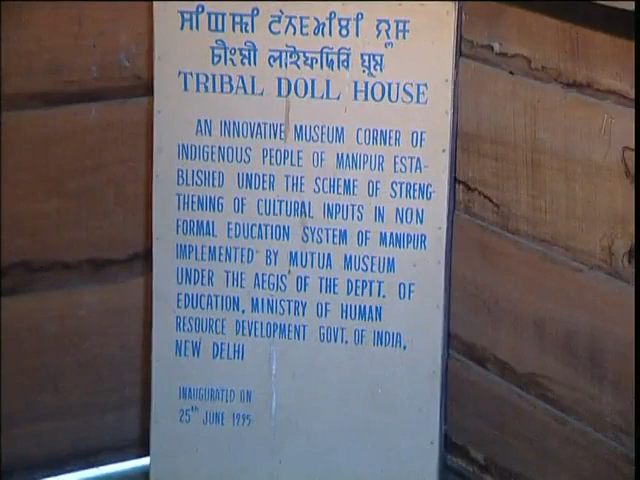 চীংমী লাইফদিবি য়ূম
TRIBAL DOLL HOUSE
AN INNOVATIVE MUSEUM CORNER OF
INDIGENOUS PEOPLE OF MANIPUR ESTA-
BLISHED UNDER THE SCHEME OF STRENG-
THENING OF CULTURAL INPUTS IN NON
FORMAL EDUCATION SYSTEM OF MANIPUR
IMPLEMENTED BY MUTUA MUSEUM
UNDER THE AEGIS OF THE DEPTT. OF
EDUCATION, MINISTRY OF HUMAN
RESOURCE DEVELOPMENT GOVT. OF INDIA,
NEW DELHI
INAUGURATED ON
25TH JUNE 1995